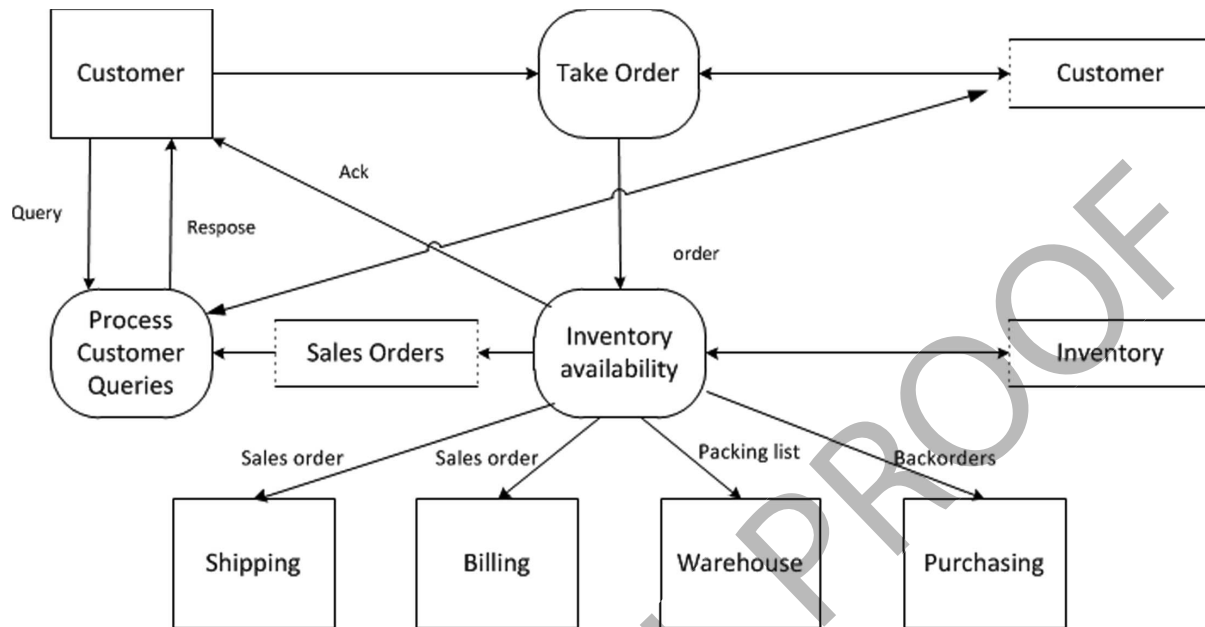 Customer
Take Order
Customer
Ack
Query
Respose
order
Process
Customer
Queries
Sales Orders
Inventory
availability
Inventory
Sales order
Sales order
Packing list
Backorders
Shipping
Billing
Warehouse
Purchasing
PROOF